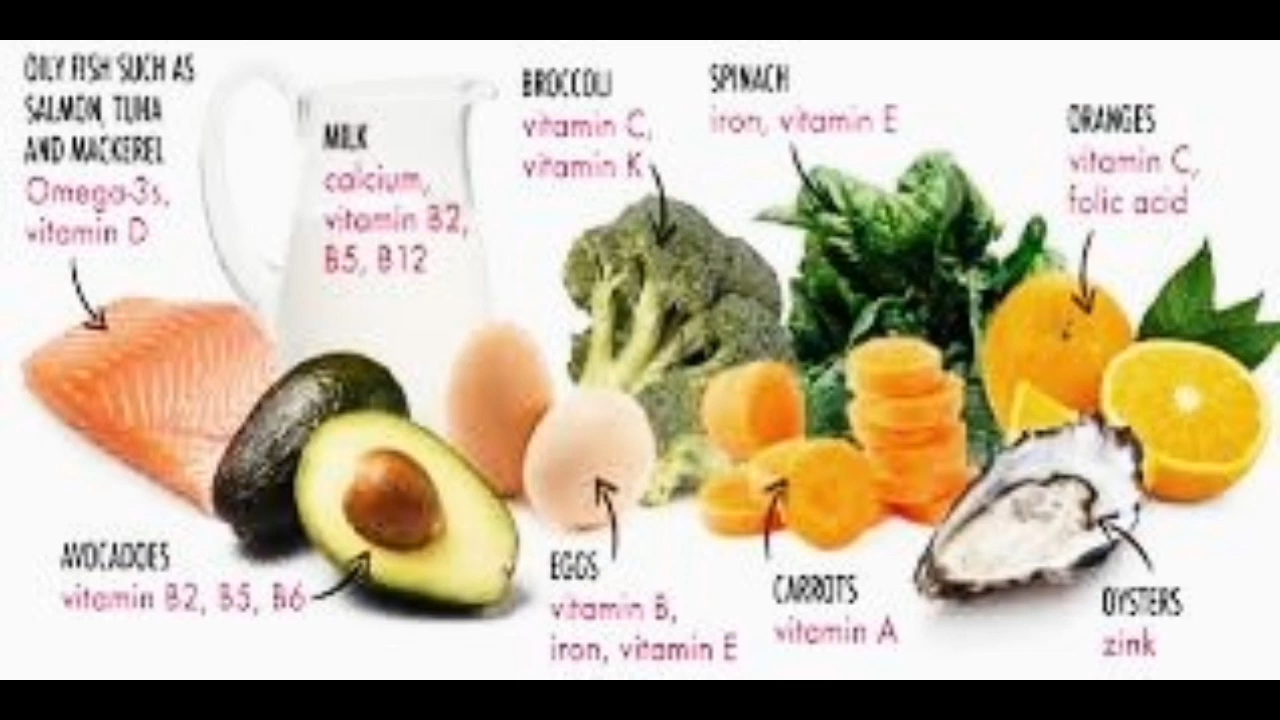 OILY FISH SUCH AS
SALMON, TUNA
AND MACKEREL
Omega-3s,
vitamin D
MILK
calcium,
vitamin B2,
B5, B12
BROCCOLI
vitamin C,
vitamin K
SPINACH
iron, vitamin E
ORANGES
vitamin C,
folic acid
AVOCADOES
vitamin B2, B5, B6
EGGS
vitamin B,
iron, vitamin E
CARROTS
vitamin A
OYSTERS
zink